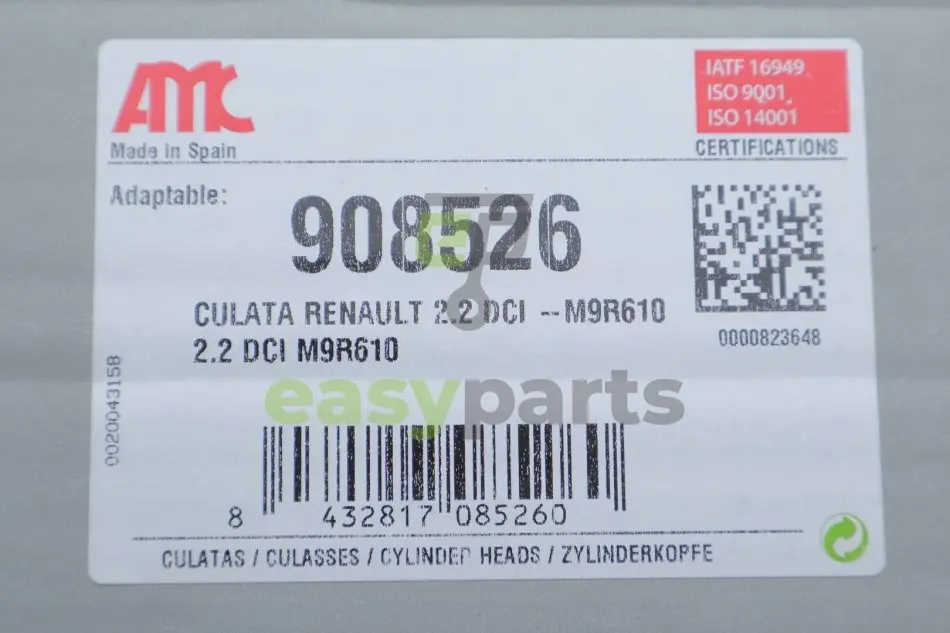 AMC
Made in Spain
IATF 16949
ISO 9001
ISO 14001
CERTIFICATIONS
Adaptable:
908526
CULATA RENAULT 2.2 DCI --M9R610
2.2 DCI M9R610
0000823648
0020043158
easyparts
8 432817 085260
CULATAS / CULASSES / CYLINDER HEADS / ZYLINDERKOPFE